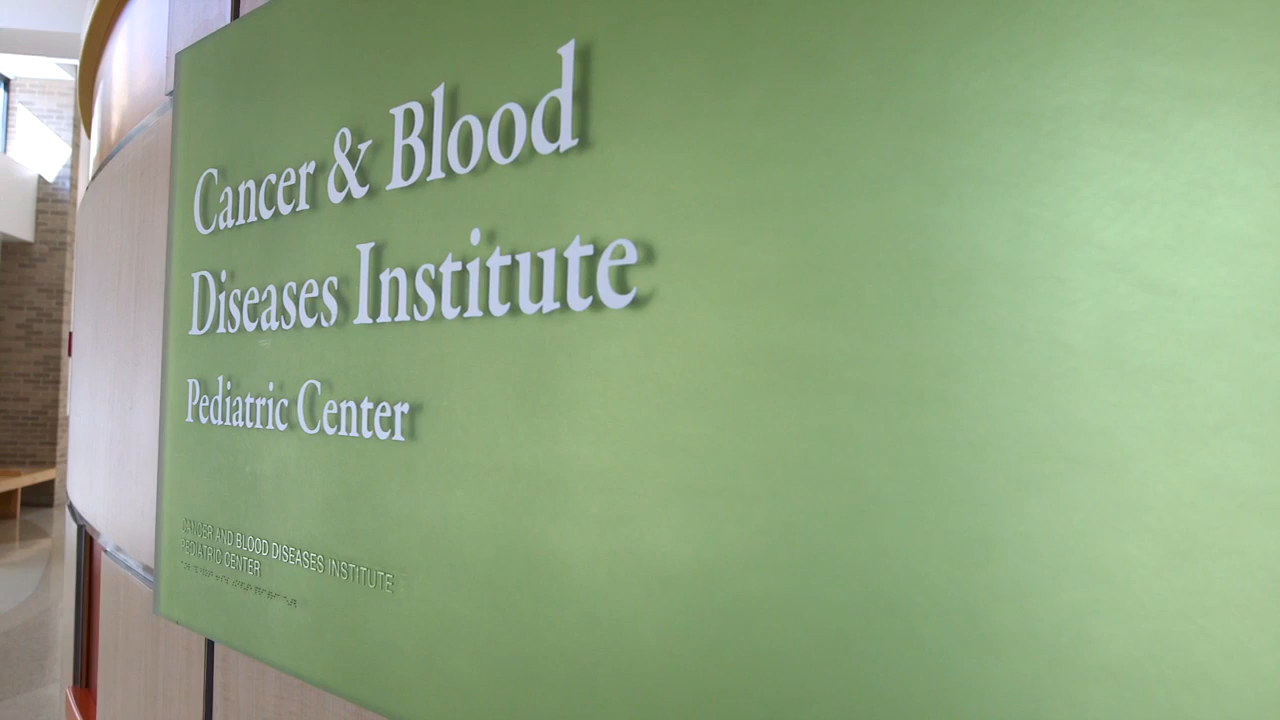 Cancer & Blood
Diseases Institute
Pediatric Center
CANCER AND BLOOD DISEASES INSTITUTE
PEDIATRIC CENTER